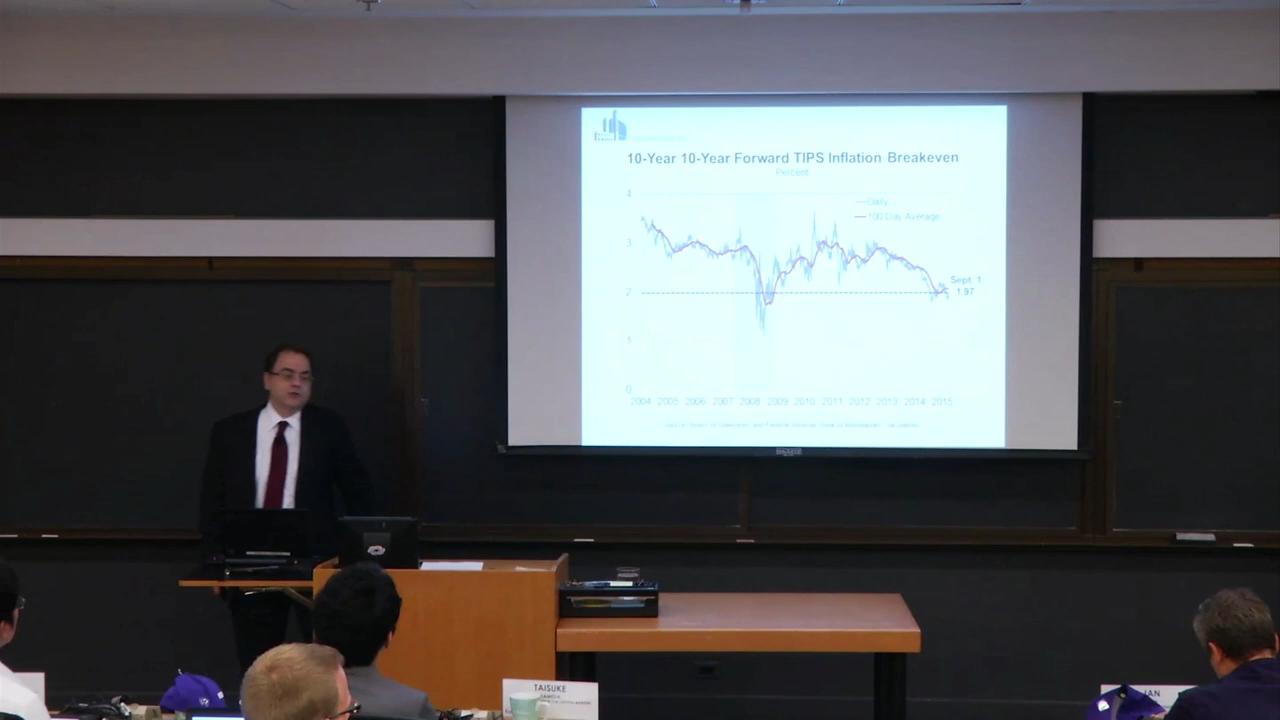 10-Year 10-Year Forward TIPS Inflation Breakeven
Percent
4
Daily
100 Day Average
3
Sept. 1
1.97
2
1
0
2004 2005 2006 2007 2008 2009 2010 2011 2012 2013 2014 2015
TAISUKE
JAN